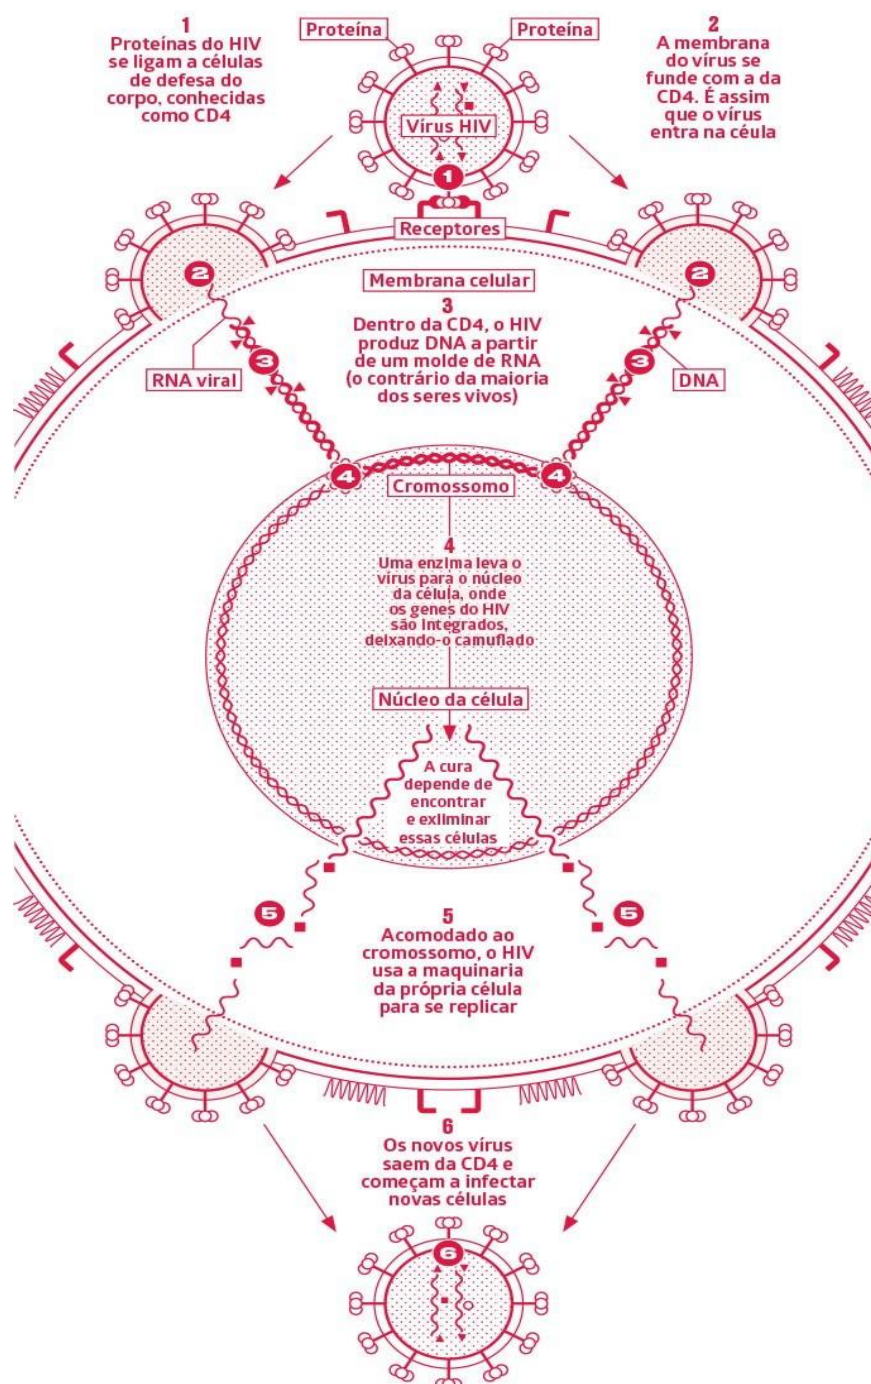 1
Proteínas do HIV
se ligam a células
de defesa do
corpo, conhecidas
como CD4
Proteína
Proteína
2
A membrana
do vírus se
funde com a da
CD4. É assim
que o vírus
entra na céula
Vírus HIV
1
Receptores
2
2
Membrana celular
3
Dentro da CD4, o HIV
produz DNA a partir
de um molde de RNA
(o contrário da maioria
dos seres vivos)
3
3
RNA viral
DNA
4
4
Cromossomo
4
Uma enzima leva o
vírus para o núcleo
da célula, onde
os genes do HIV
são integrados,
deixando-o camuflado
Núcleo da célula
A cura
depende de
encontrar
e exliminar
essas células
5
5
5
Acomodado ao
cromossomo, o HIV
usa a maquinaria
da própria célula
para se replicar
6
Os novos vírus
saem da CD4 e
começam a infectar
novas células
6